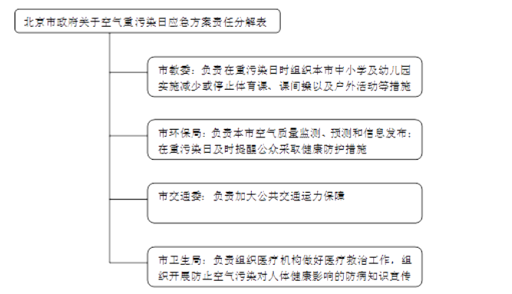 北京市政府关于空气重污染日应急方案责任分解表
市教委：负责在重污染日时组织本市中小学及幼儿园
实施减少或停止体育课、课间操以及户外活动等措施
市环保局：负责本市空气质量监测、预测和信息发布；
在重污染日及时提醒公众采取健康防护措施
市交通委：负责加大公共交通运力保障
市卫生局：负责组织医疗机构做好医疗救治工作，组
织开展防止空气污染对人体健康影响的防病知识宣传